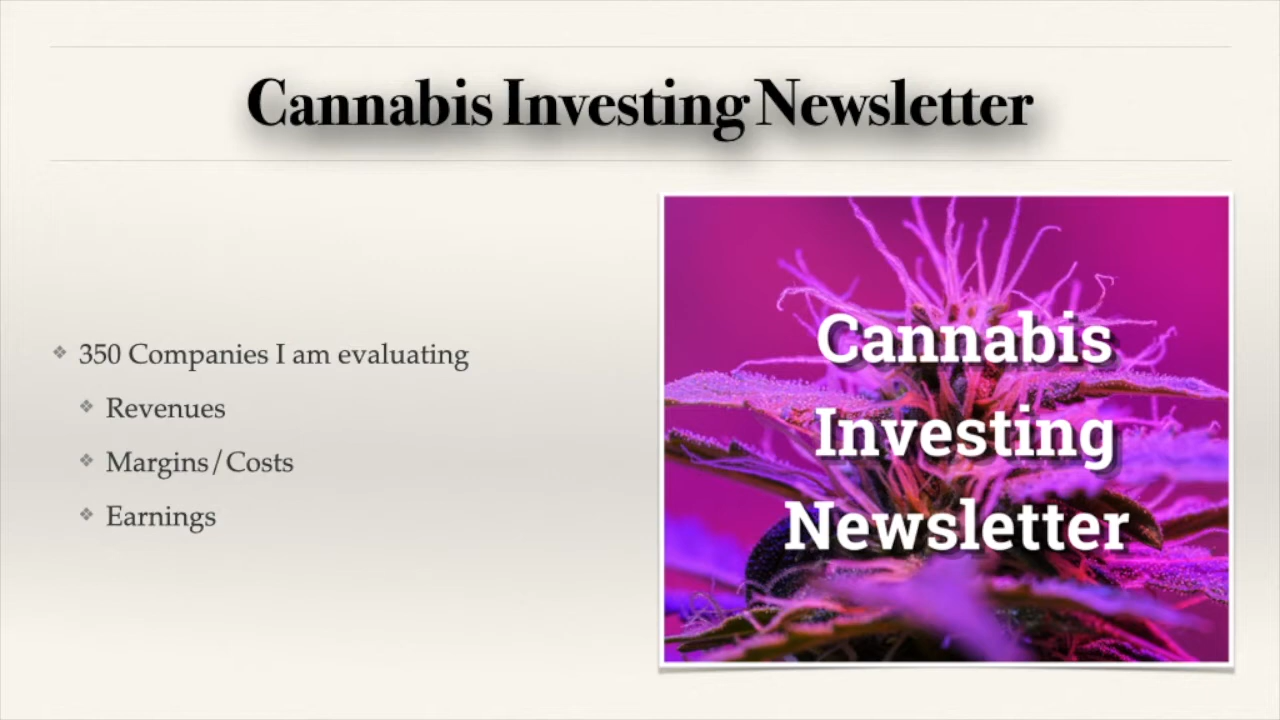 Cannabis Investing Newsletter
350 Companies I am evaluating
Revenues
Margins/Costs
Earnings
Cannabis
Investing
Newsletter